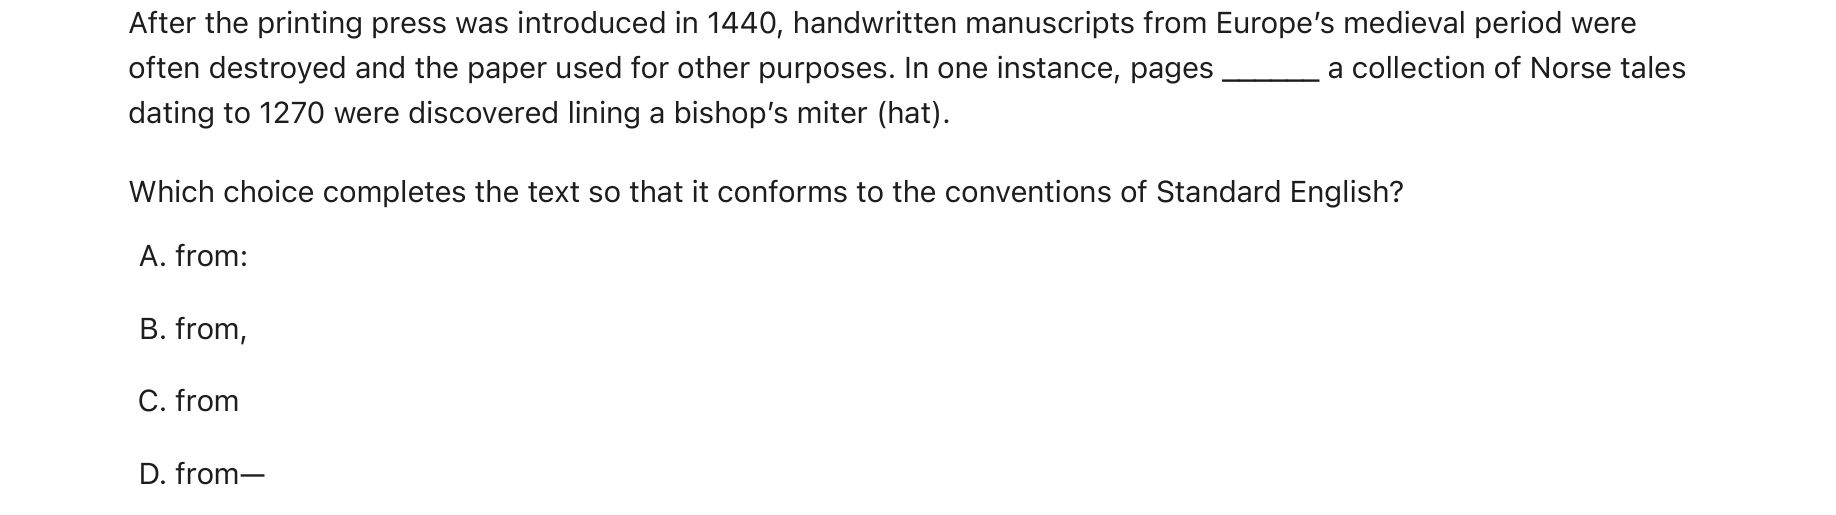 After the printing press was introduced in 1440, handwritten manuscripts from Europe’s medieval period were
often destroyed and the paper used for other purposes. In one instance, pages ______ a collection of Norse tales
dating to 1270 were discovered lining a bishop’s miter (hat).
Which choice completes the text so that it conforms to the conventions of Standard English?
A. from:
B. from,
C. from
D. from—